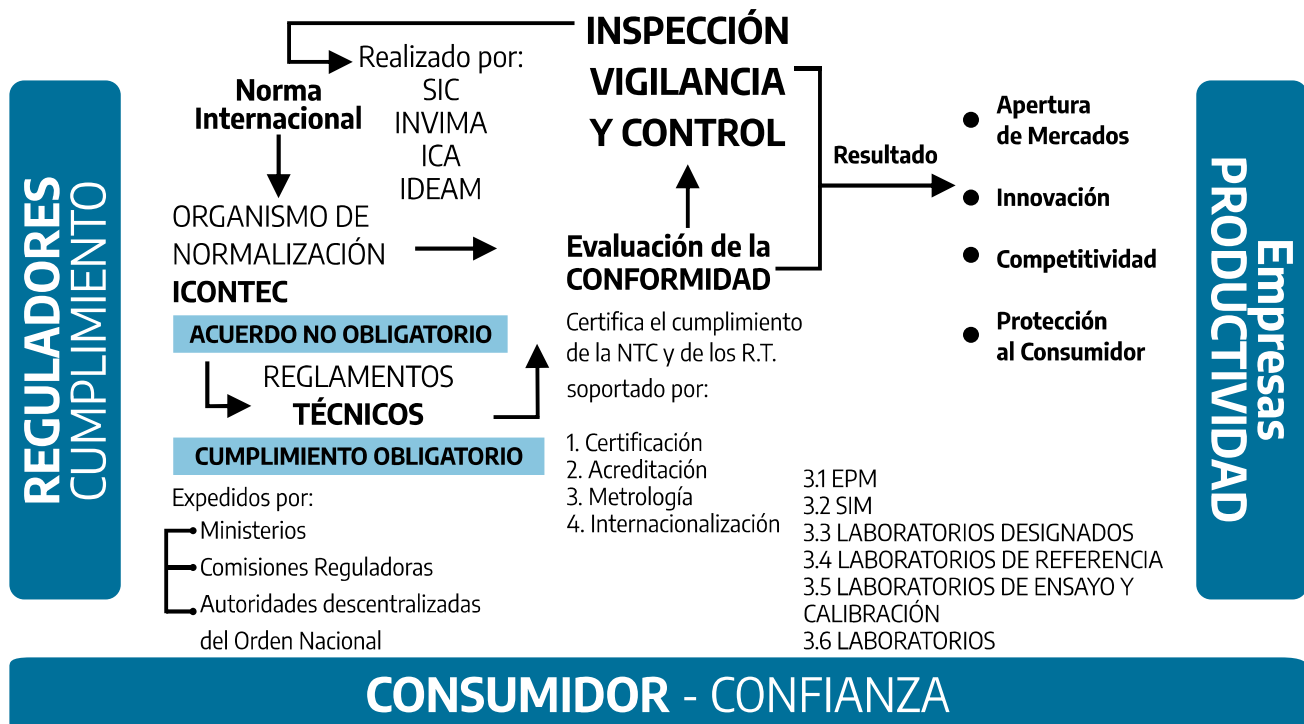 REGULADORES
CUMPLIMIENTO
Norma
Internacional
ORGANISMO DE
NORMALIZACIÓN
ICONTEC
ACUERDO NO OBLIGATORIO
REGLAMENTOS
TÉCNICOS
CUMPLIMIENTO OBLIGATORIO
Expedidos por:
Ministerios
Comisiones Reguladoras
Autoridades descentralizadas
del Orden Nacional
Realizado por:
SIC
INVIMA
ICA
IDEAM
INSPECCIÓN
VIGILANCIA
Y CONTROL
Evaluación de la
CONFORMIDAD
Certifica el cumplimiento
de la NTC y de los R.T.
soportado por:
1. Certificación
2. Acreditación
3. Metrología
4. Internacionalización
3.1 EPM
3.2 SIM
3.3 LABORATORIOS DESIGNADOS
3.4 LABORATORIOS DE REFERENCIA
3.5 LABORATORIOS DE ENSAYO Y
CALIBRACIÓN
3.6 LABORATORIOS
Resultado
Apertura
de Mercados
Innovación
Competitividad
Protección
al Consumidor
Empresas
PRODUCTIVIDAD
CONSUMIDOR - CONFIANZA